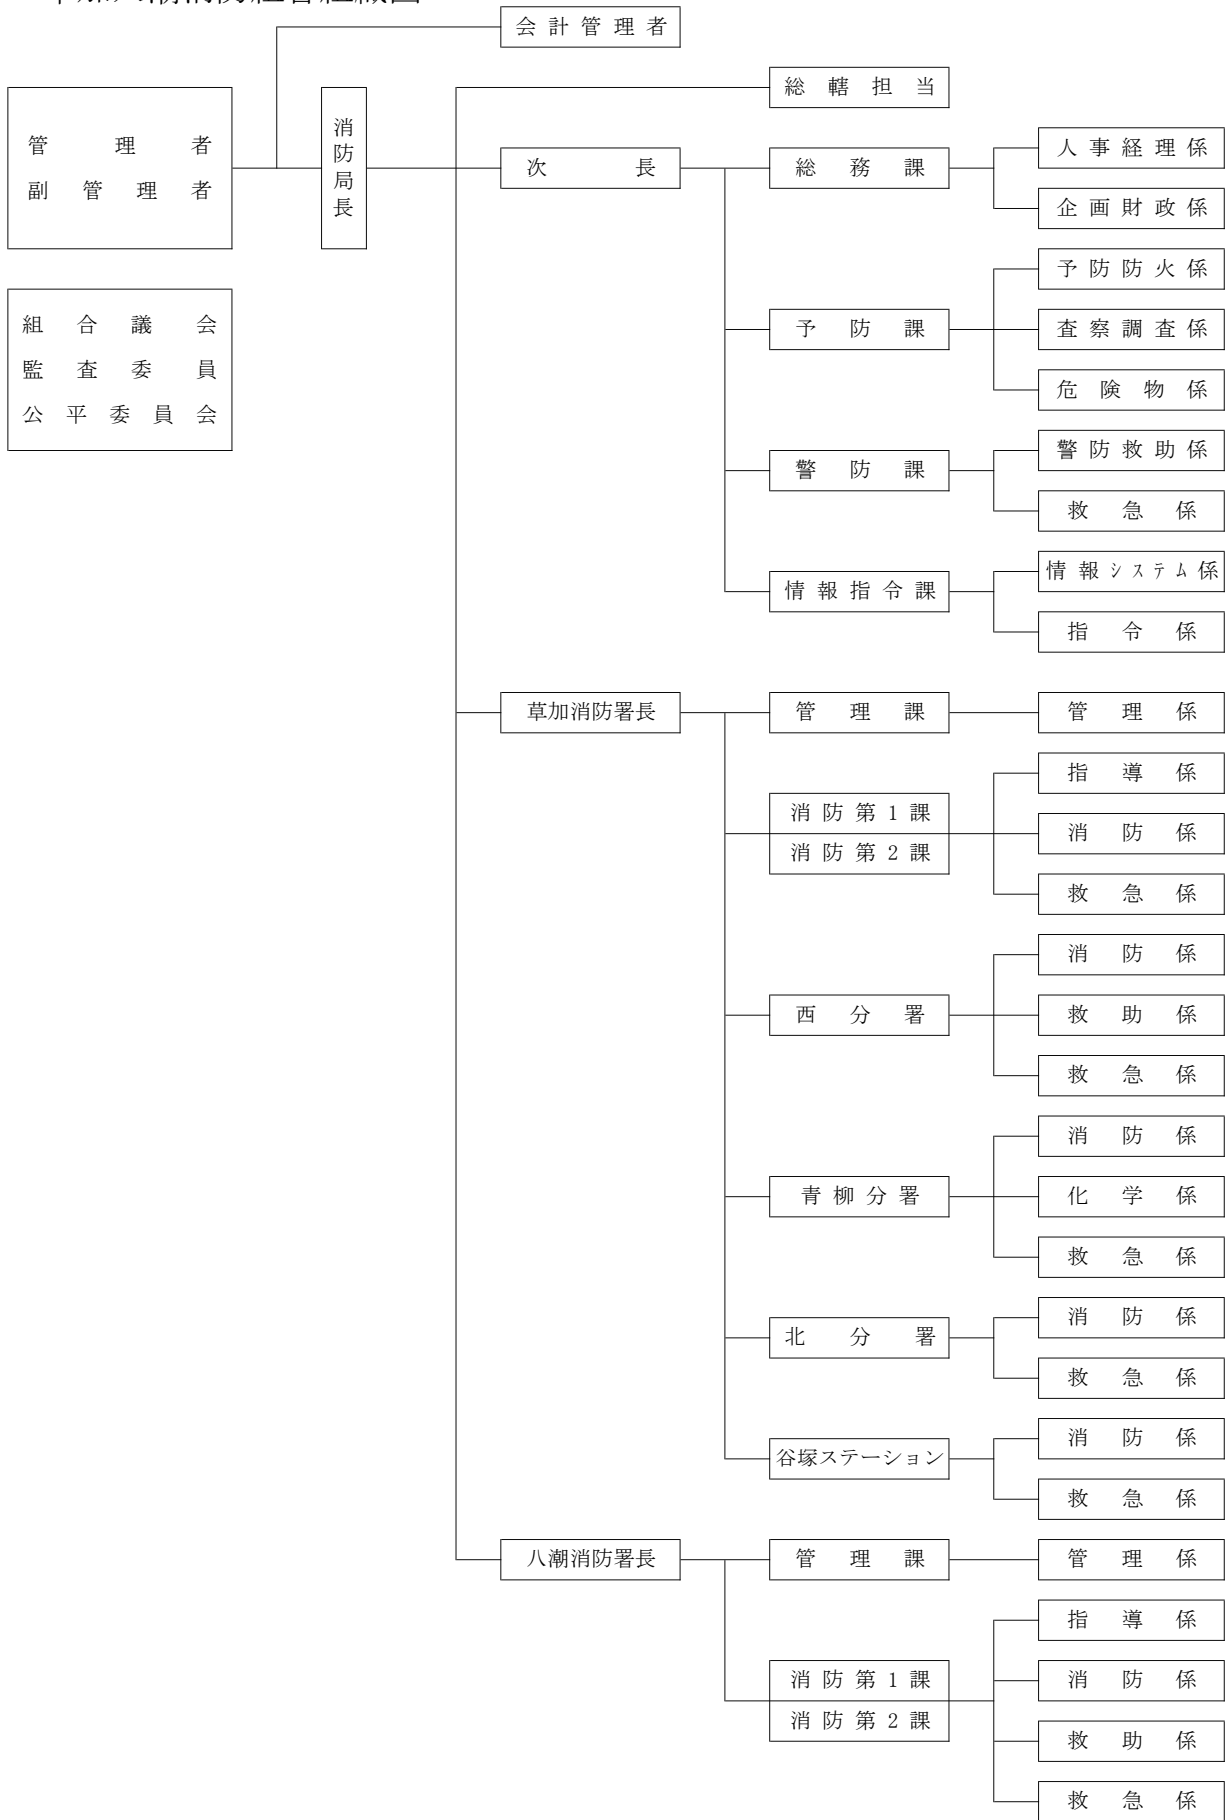 会計管理者
総轄担当
管理者
副管理者
消防局長
次長
総務課
人事経理係
企画財政係
組合議会
監査委員
公平委員会
予防課
予防防火係
査察調査係
危険物係
警防課
警防救助係
救急係
情報指令課
情報システム係
指令係
草加消防署長
管理課
管理係
消防第1課
消防第2課
指導係
消防係
救急係
西分署
消防係
救助係
救急係
青柳分署
消防係
化学係
救急係
北分署
消防係
救急係
谷塚ステーション
消防係
救急係
八潮消防署長
管理課
管理係
消防第1課
消防第2課
指導係
消防係
救助係
救急係